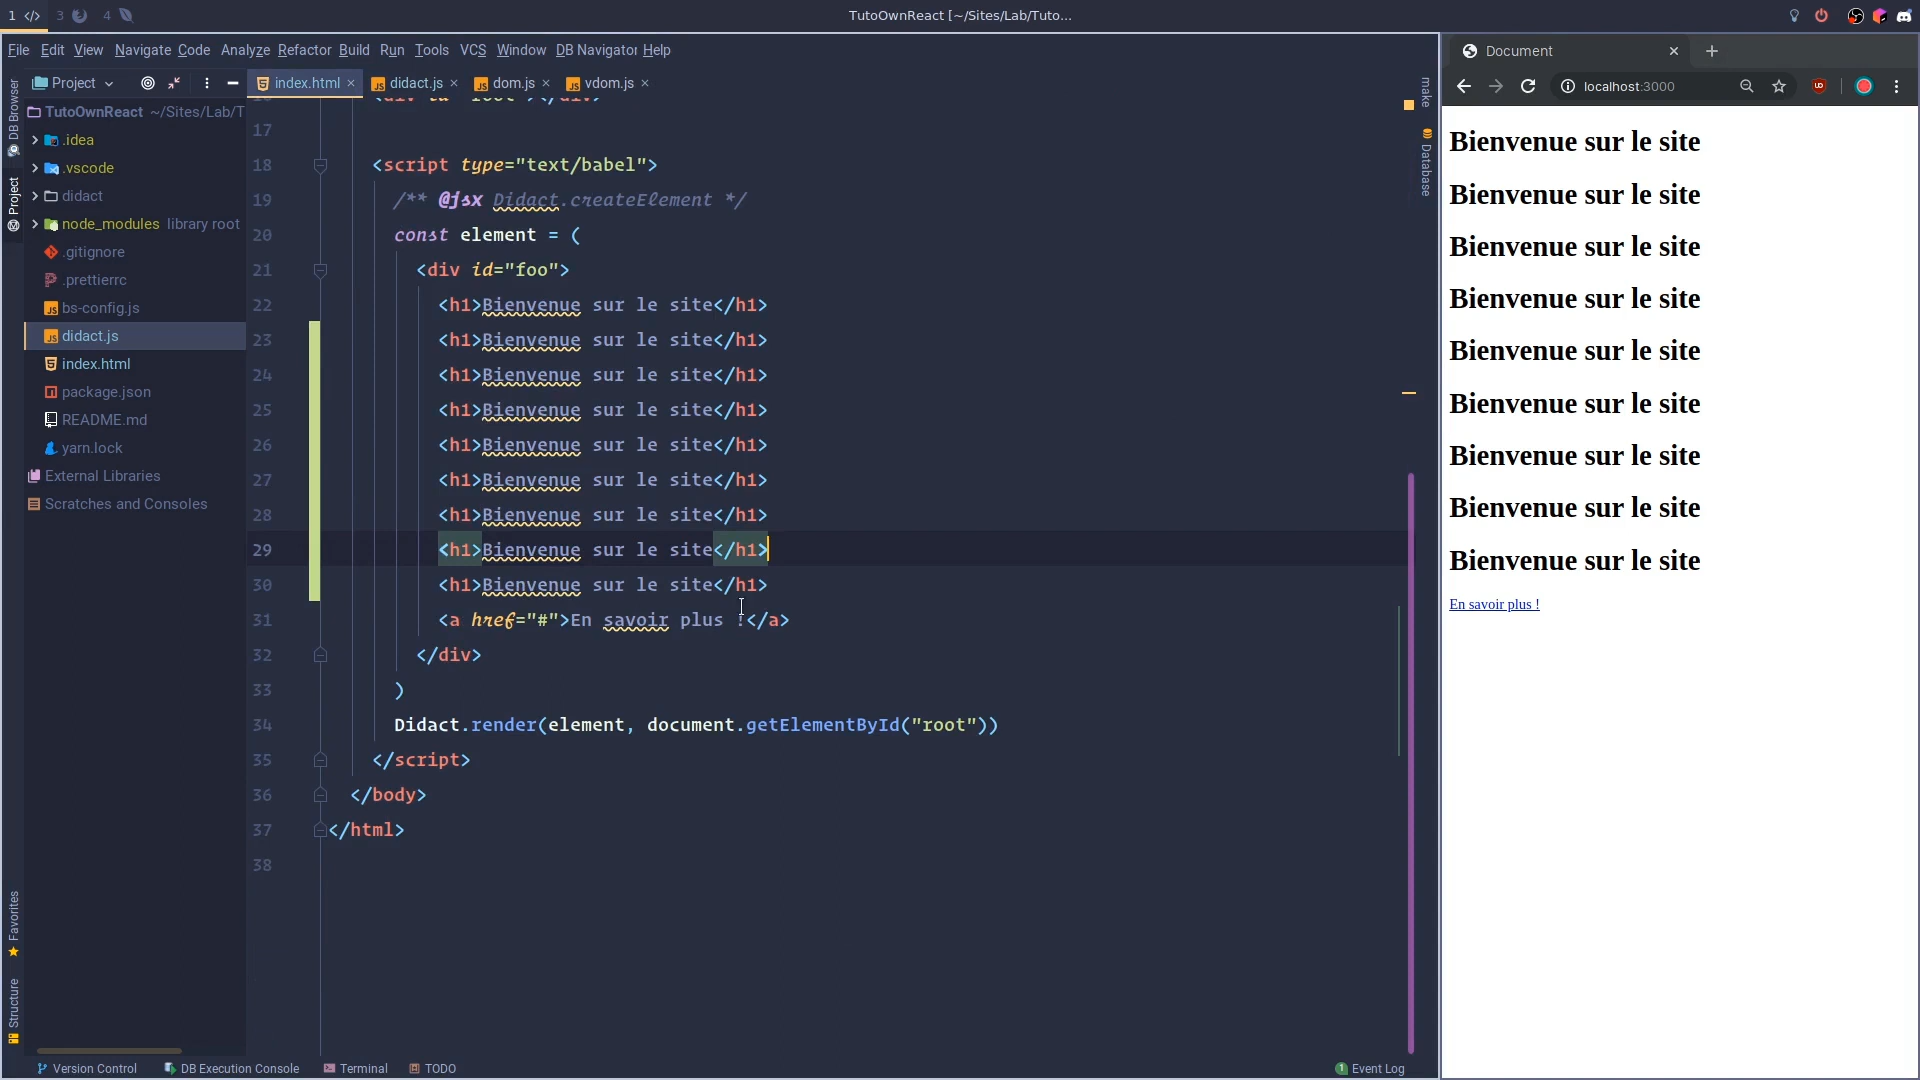 1 </> 3 4 TutoOwnReact [~/Sites/Lab/Tuto...
File Edit View Navigate Code Analyze Refactor Build Run Tools VCS Window DB Navigator Help
Project
index.html didact.js dom.js vdom.js
DB Browser
Project
Favorites
Structure
TutoOwnReact ~/Sites/Lab/T
.idea
.vscode
didact
node_modules library root
.gitignore
.prettierrc
bs-config.js
didact.js
index.html
package.json
README.md
yarn.lock
External Libraries
Scratches and Consoles
17
18 <script type="text/babel">
19 /** @jsx Didact.createElement */
20 const element = (
21 <div id="foo">
22 <h1>Bienvenue sur le site</h1>
23 <h1>Bienvenue sur le site</h1>
24 <h1>Bienvenue sur le site</h1>
25 <h1>Bienvenue sur le site</h1>
26 <h1>Bienvenue sur le site</h1>
27 <h1>Bienvenue sur le site</h1>
28 <h1>Bienvenue sur le site</h1>
29 <h1>Bienvenue sur le site</h1>
30 <h1>Bienvenue sur le site</h1>
31 <a href="#">En savoir plus !</a>
32 </div>
33 )
34 Didact.render(element, document.getElementById("root"))
35 </script>
36 </body>
37 </html>
38
make
Database
Version Control DB Execution Console Terminal TODO 1 Event Log
Document
localhost:3000
Bienvenue sur le site
Bienvenue sur le site
Bienvenue sur le site
Bienvenue sur le site
Bienvenue sur le site
Bienvenue sur le site
Bienvenue sur le site
Bienvenue sur le site
Bienvenue sur le site
En savoir plus !